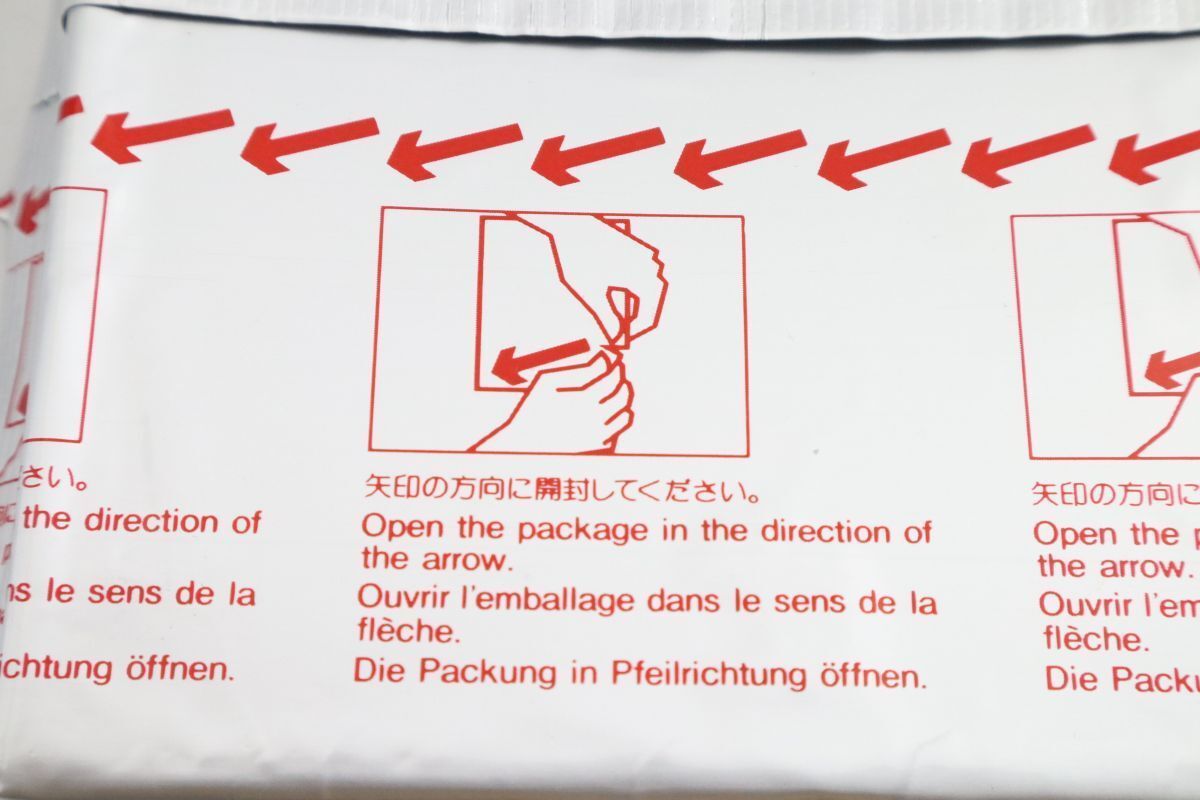 さい。
the direction of
le sens de la
richtung öffnen.
矢印の方向に開封してください。
Open the package in the direction of
the arrow.
Ouvrir l'emballage dans le sens de la
flèche.
Die Packung in Pfeilrichtung öffnen.
矢印の方向に
Open the
the arrow.
Ouvrir l'em
flèche.
Die Packu